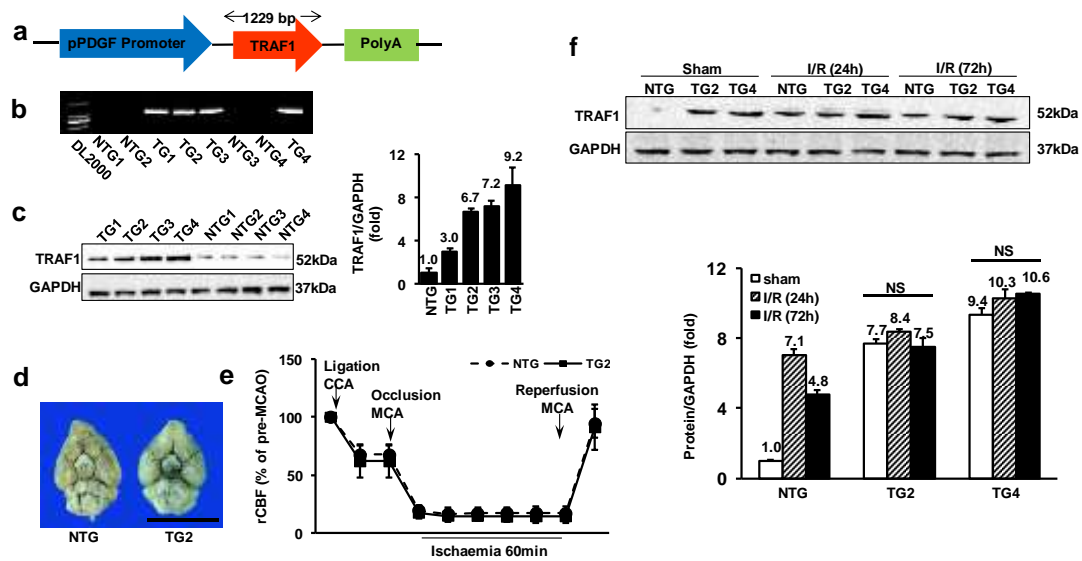 a
1229 bp
pPDGF Promoter
TRAF1
PolyA
b
DL2000 NTG1 NTG2 TG1 TG2 TG3 NTG3 NTG4 TG4
c
TG1 TG2 TG3 TG4 NTG1 NTG2 NTG3 NTG4
TRAF1 52kDa
GAPDH 37kDa
TRAF1/GAPDH
(fold)
12
8
4
0
1.0 3.0 6.7 7.2 9.2
NTG TG1 TG2 TG3 TG4
d
NTG TG2
e
rCBF (% of pre-MCAO)
150
100
50
0
NTG TG2
Ligation
CCA
Occlusion
MCA
Reperfusion
MCA
Ischaemia 60min
f
Sham I/R (24h) I/R (72h)
NTG TG2 TG4 NTG TG2 TG4 NTG TG2 TG4
TRAF1 52kDa
GAPDH 37kDa
Protein/GAPDH (fold)
12
8
4
0
sham
I/R (24h)
I/R (72h)
NS
NS
1.0 7.1 4.8
7.7 8.4 7.5
9.4 10.3 10.6
NTG TG2 TG4